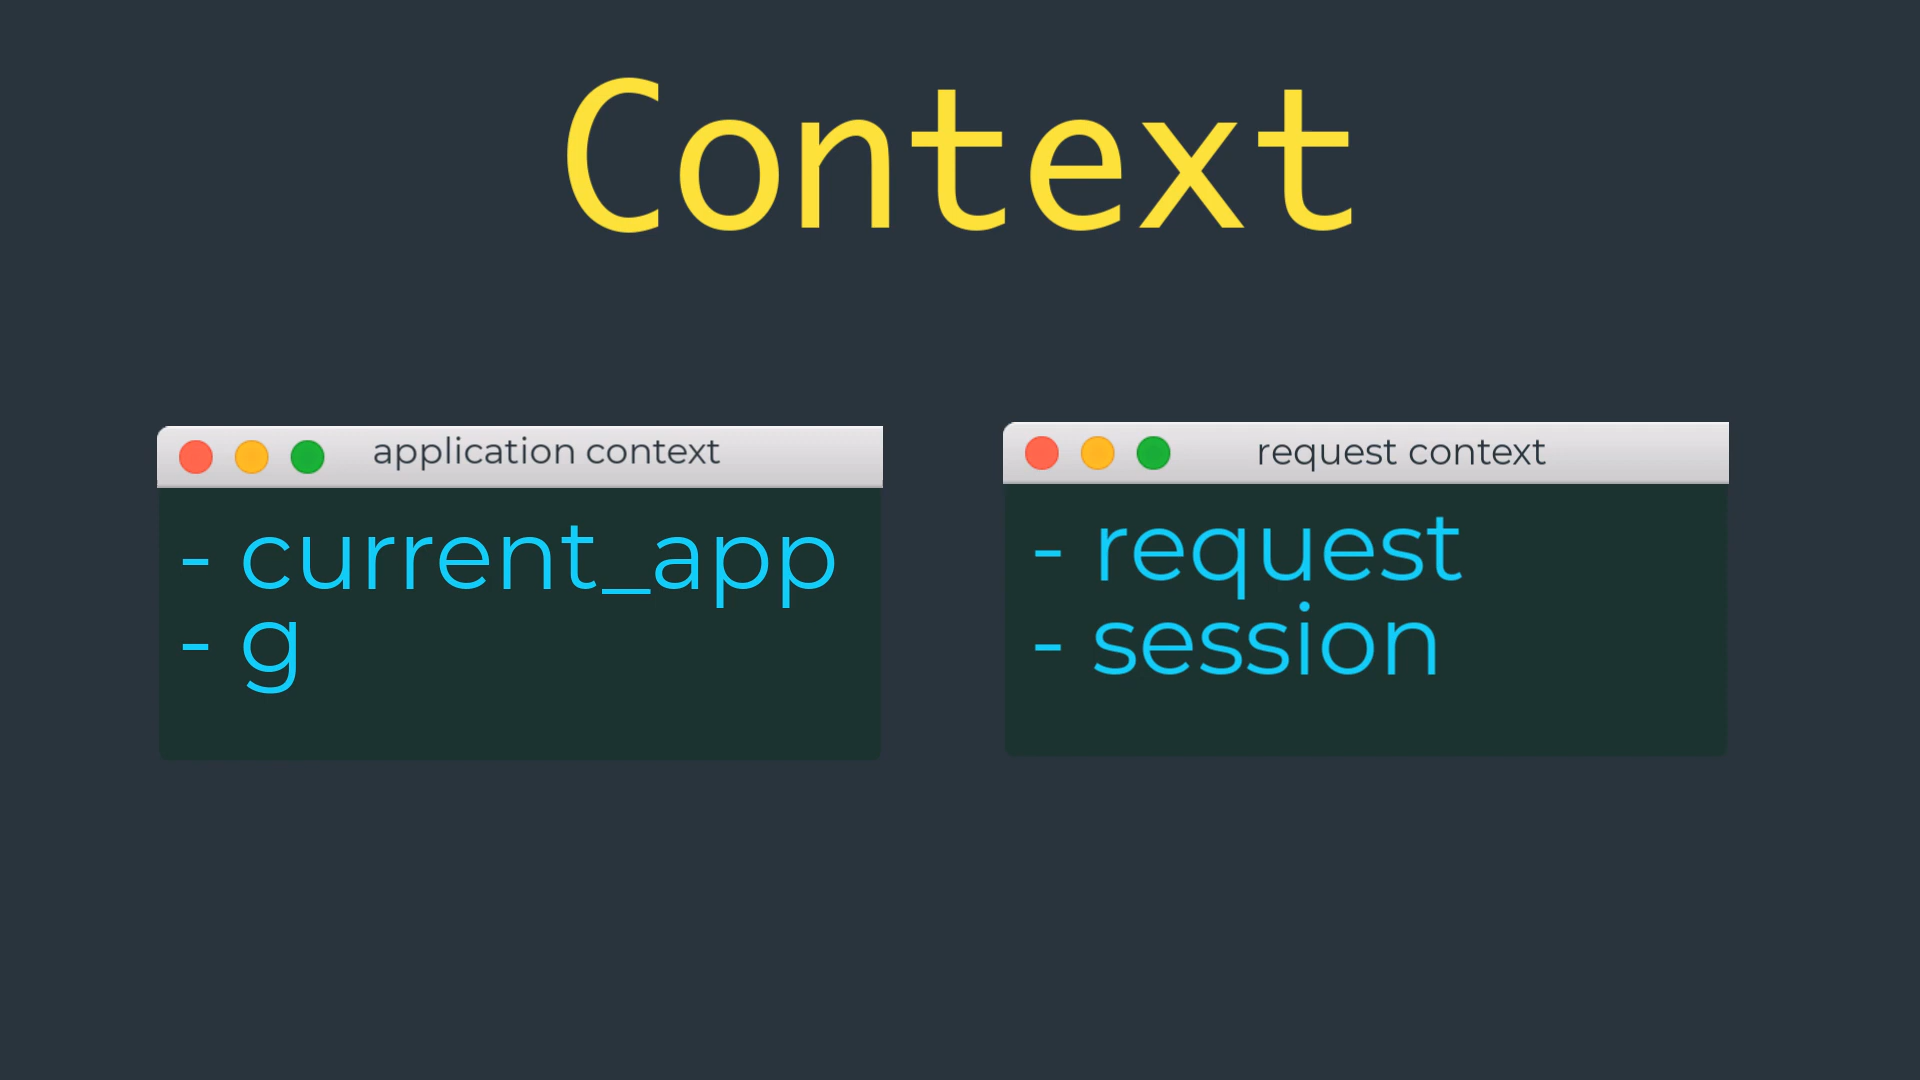 Context
application context
- current_app
- g
request context
- request
- session